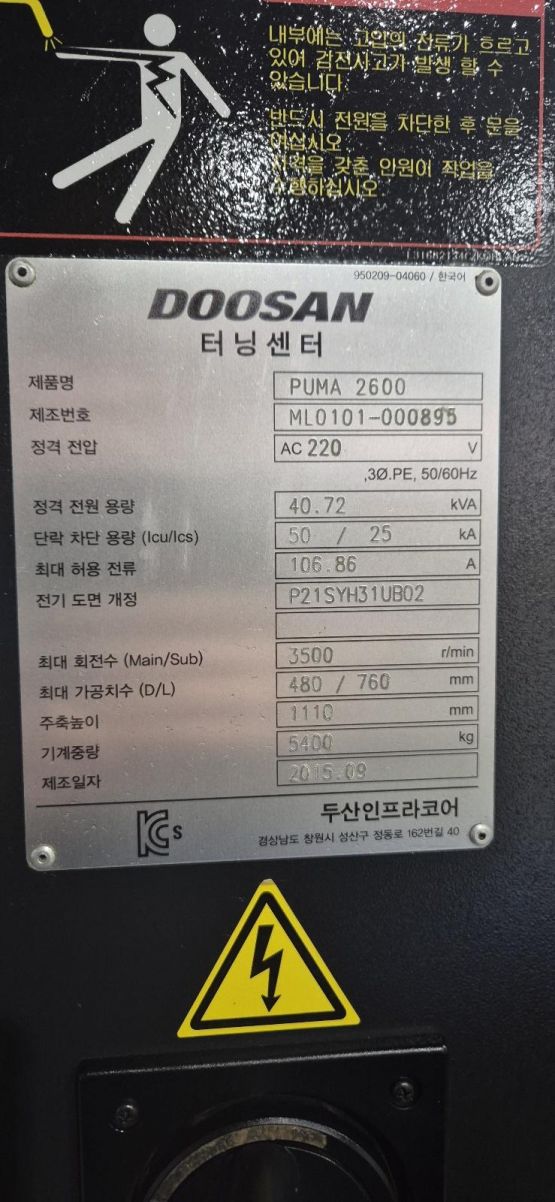 내부에는 고압의 전류가 흐르고
있어 감전사고가 발생 할 수
있습니다
반드시 전원을 차단한 후 문을
여십시오
자격을 갖춘 인원이 작업을
수행하십시오
950209-04060 / 한국어
DOOSAN
터닝센터
제품명 PUMA 2600
제조번호 ML0101-000895
정격 전압 AC 220 V
,3Ø.PE, 50/60Hz
정격 전원 용량 40.72 kVA
단락 차단 용량 (Icu/Ics) 50 / 25 kA
최대 허용 전류 106.86 A
전기 도면 개정 P21SYH31UB02
최대 회전수 (Main/Sub) 3500 r/min
최대 가공치수 (D/L) 480 / 760 mm
주축높이 1110 mm
기계중량 5400 kg
제조일자 2015.09
KCs
두산인프라코어
경상남도 창원시 성산구 정동로 162번길 40